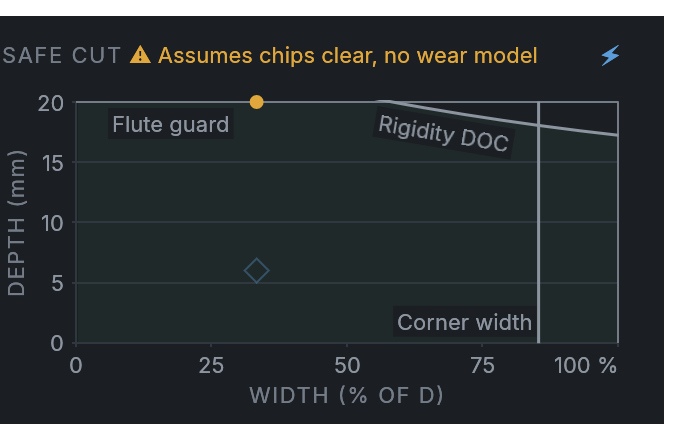 SAFE CUT ⚠ Assumes chips clear, no wear model
20
Flute guard
Rigidity DOC
15
10
5
0
Corner width
0 25 50 75 100 %
DEPTH (mm)
WIDTH (% OF D)